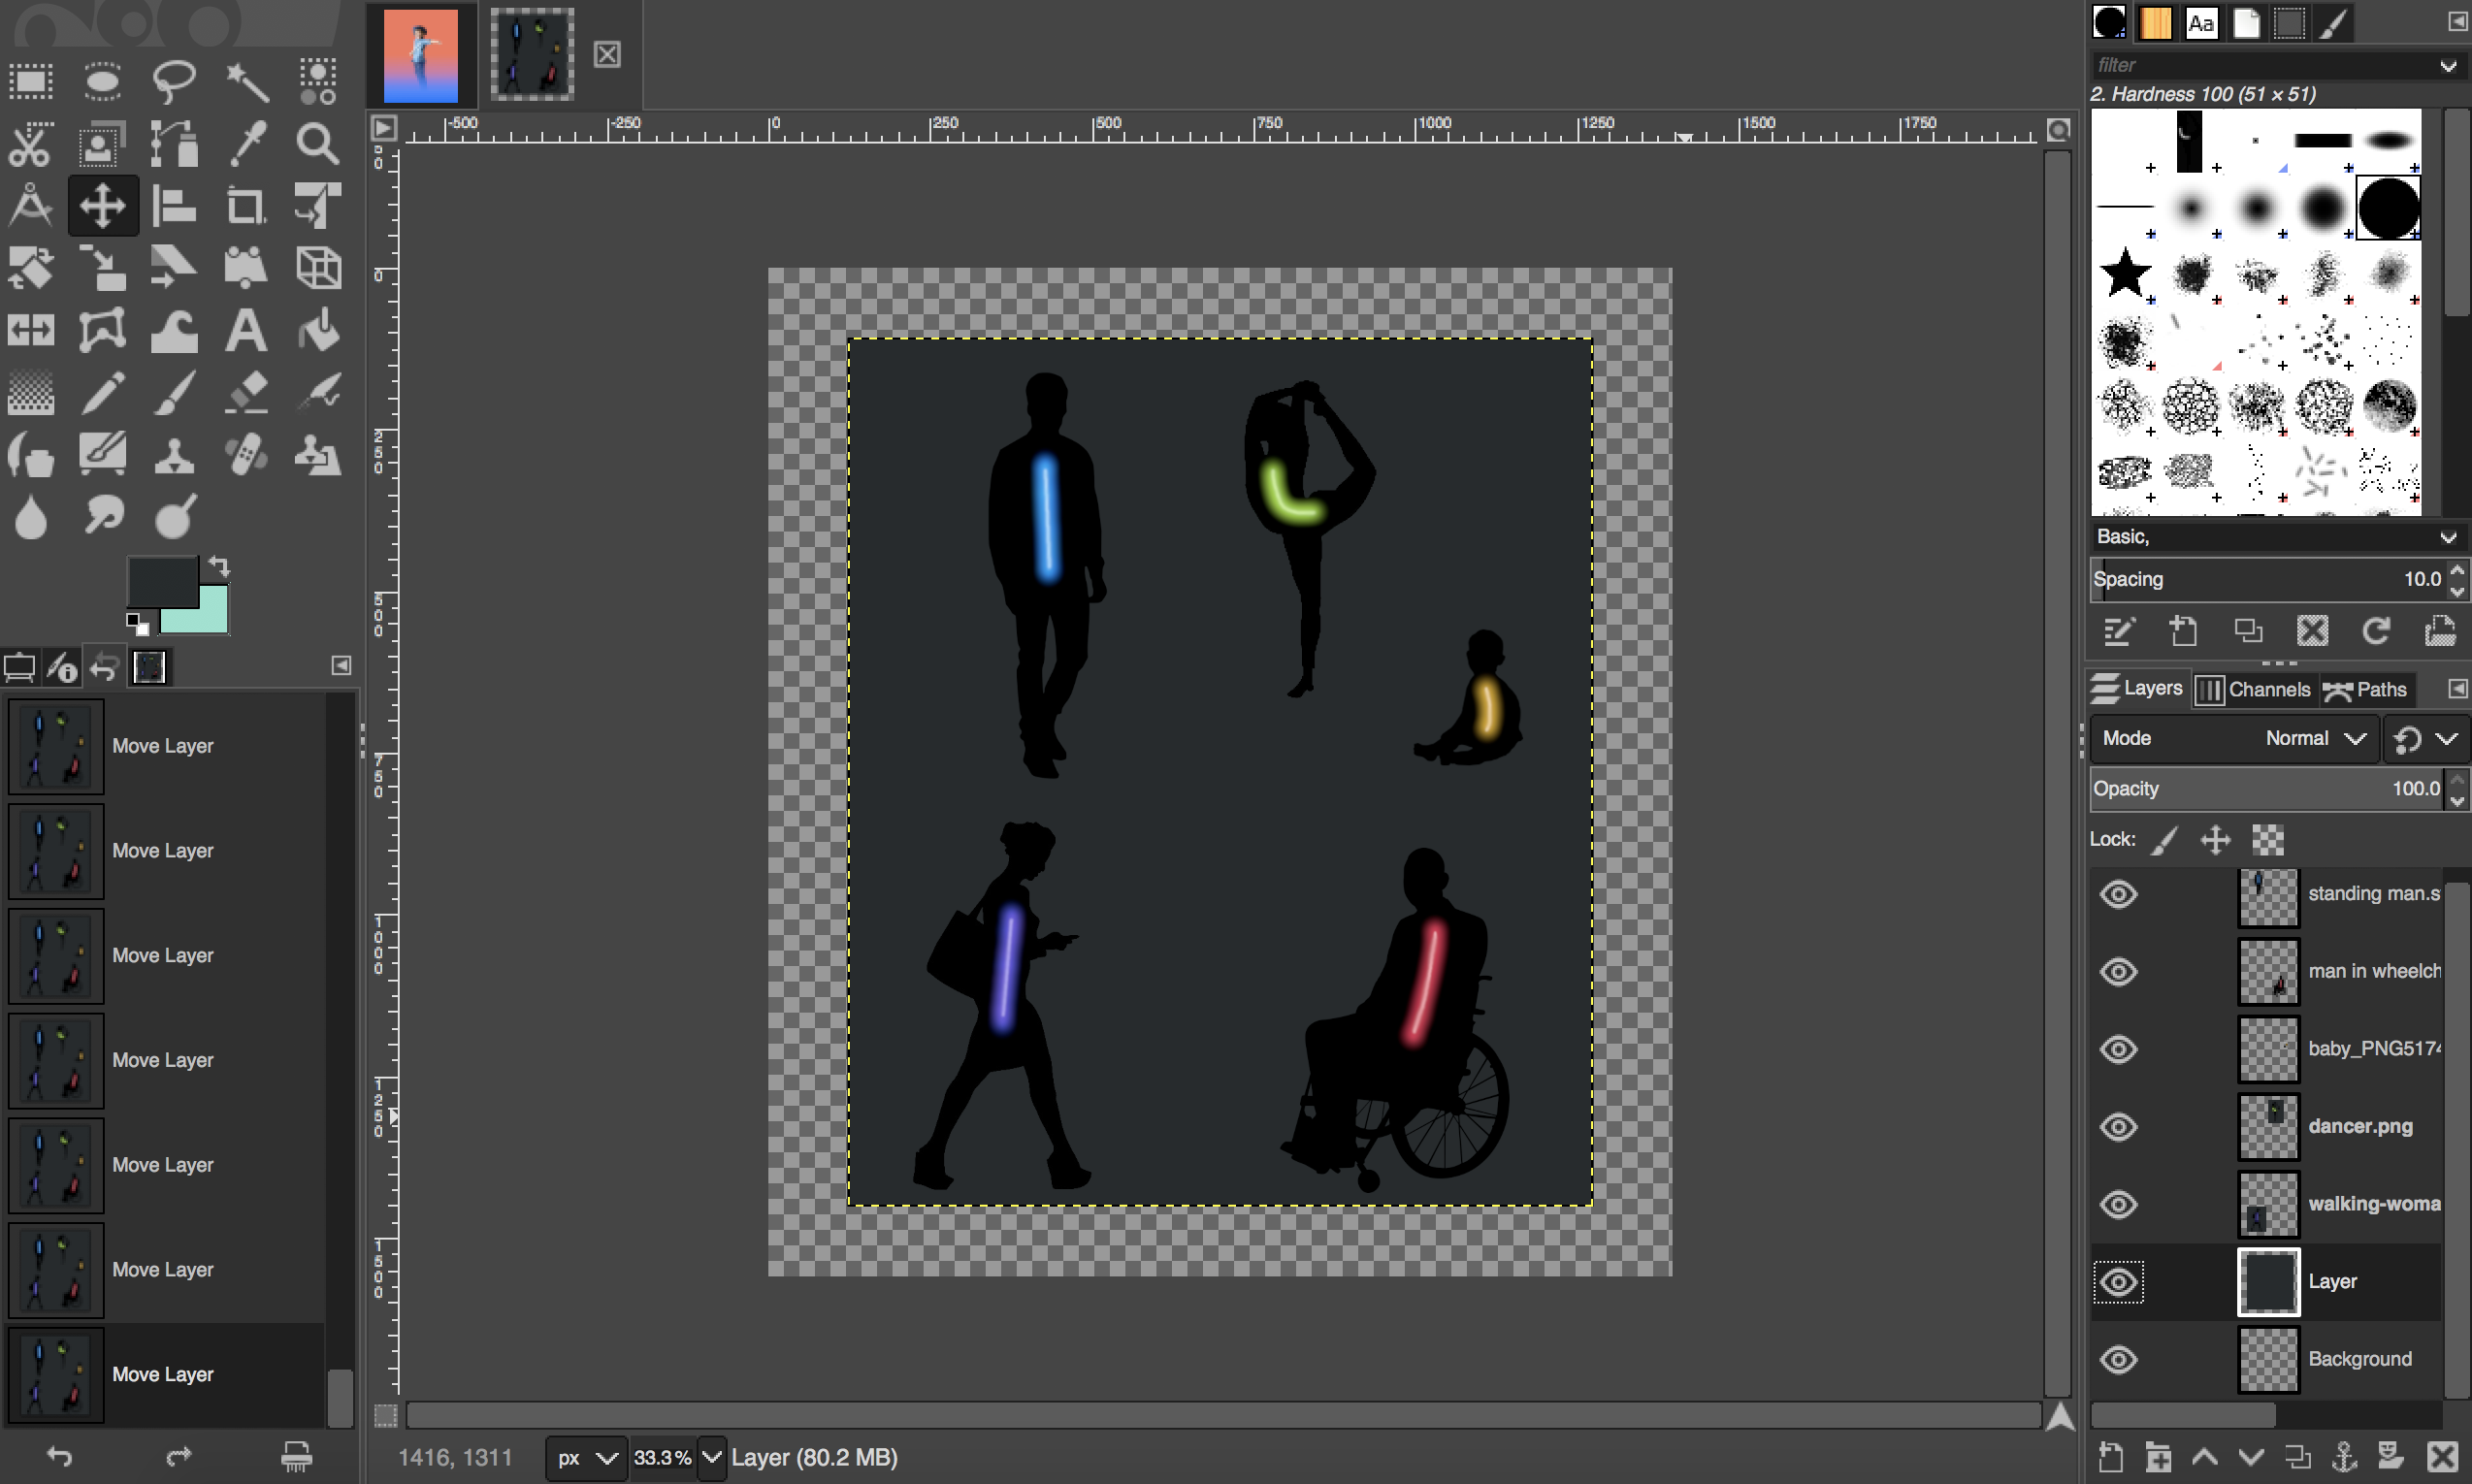 -500
-250
0
250
500
750
1000
1250
1500
1750
0
250
500
750
1000
1250
1500
Aa
filter
2. Hardness 100 (51 × 51)
Basic,
Spacing 10.0
Layers Channels Paths
Mode Normal
Opacity 100.0
Lock:
standing man.s
man in wheelch
baby_PNG5174
dancer.png
walking-woma
Layer
Background
Move Layer
Move Layer
Move Layer
Move Layer
Move Layer
Move Layer
Move Layer
1416, 1311 px 33.3% Layer (80.2 MB)